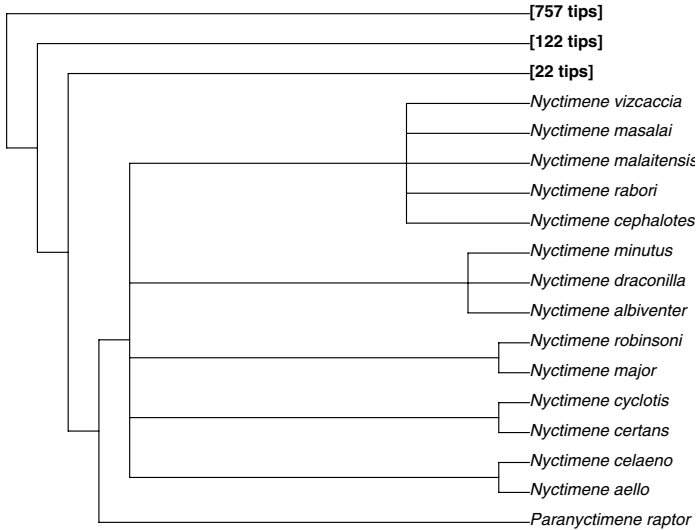 [757 tips]
[122 tips]
[22 tips]
Nyctimene vizcaccia
Nyctimene masalai
Nyctimene malaitensis
Nyctimene rabori
Nyctimene cephalotes
Nyctimene minutus
Nyctimene draconilla
Nyctimene albiventer
Nyctimene robinsoni
Nyctimene major
Nyctimene cyclotis
Nyctimene certans
Nyctimene celaeno
Nyctimene aello
Paranyctimene raptor